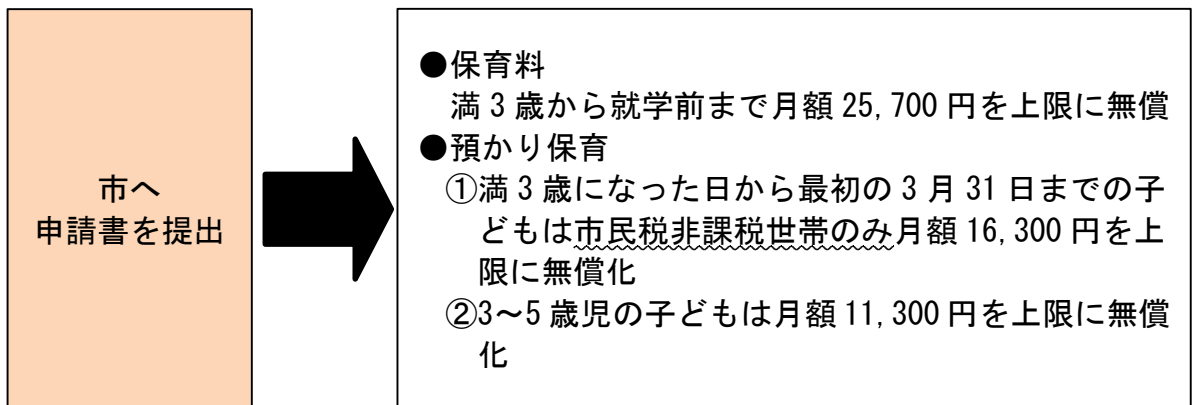 市へ
申請書を提出
●保育料
満3歳から就学前まで月額25,700円を上限に無償
●預かり保育
①満3歳になった日から最初の3月31日までの子
どもは市民税非課税世帯のみ月額16,300円を上
限に無償化
②3～5歳児の子どもは月額11,300円を上限に無償
化